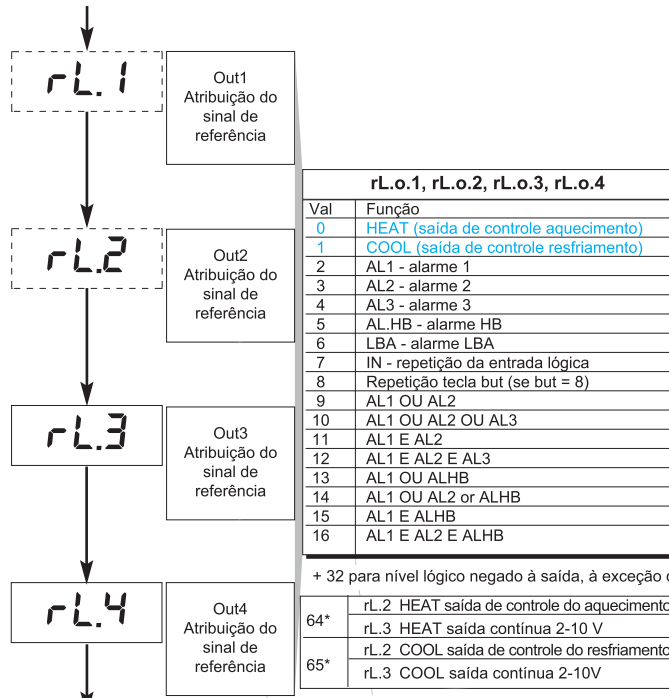 rL.1
Out1
Atribuição do
sinal de
referência
rL.2
Out2
Atribuição do
sinal de
referência
rL.3
Out3
Atribuição do
sinal de
referência
rL.4
Out4
Atribuição do
sinal de
referência
rL.o.1, rL.o.2, rL.o.3, rL.o.4
Val Função
0 HEAT (saída de controle aquecimento)
1 COOL (saída de controle resfriamento)
2 AL1 - alarme 1
3 AL2 - alarme 2
4 AL3 - alarme 3
5 AL.HB - alarme HB
6 LBA - alarme LBA
7 IN - repetição da entrada lógica
8 Repetição tecla but (se but = 8)
9 AL1 OU AL2
10 AL1 OU AL2 OU AL3
11 AL1 E AL2
12 AL1 E AL2 E AL3
13 AL1 OU ALHB
14 AL1 OU AL2 or ALHB
15 AL1 E ALHB
16 AL1 E AL2 E ALHB
+ 32 para nível lógico negado à saída, à exceção
64* rL.2 HEAT saída de controle do aquecimento
rL.3 HEAT saída contínua 2-10 V
65* rL.2 COOL saída de controle do resfriamento
rL.3 COOL saída contínua 2-10V